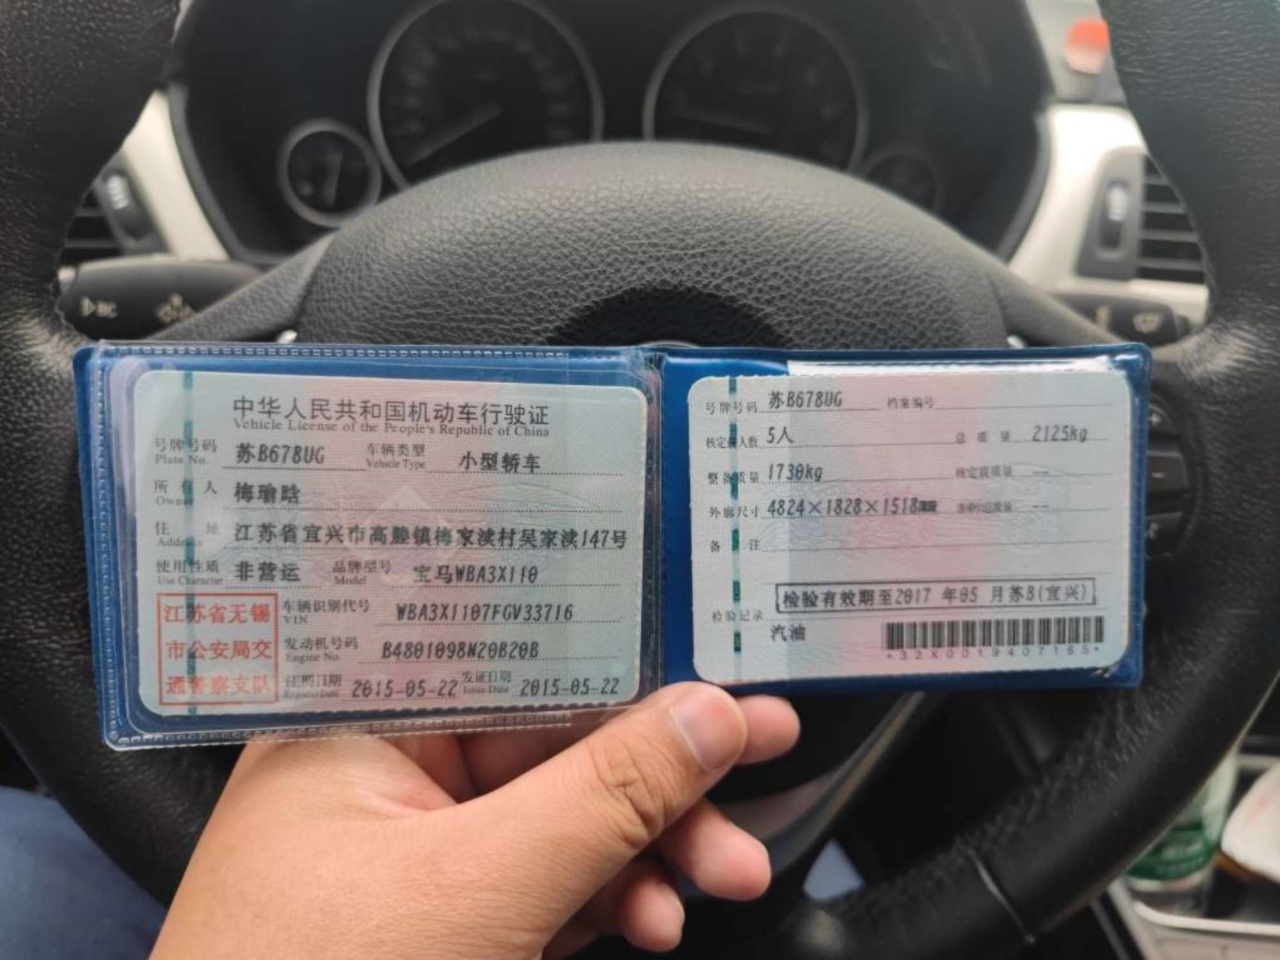 中华人民共和国机动车行驶证
Vehicle License of the People's Republic of China
号牌号码 苏B678UG 车辆类型 小型轿车
Plate No. Vehicle Type
所有人 梅瑜晗
Owner
住址 江苏省宜兴市高塍镇梅家渎村吴家渎147号
Address
使用性质 非营运 品牌型号 宝马WBA3X110
Use Character Model
江苏省无锡
市公安局交
通警察支队
车辆识别代号 WBA3X1107FGV33716
VIN
发动机号码 B4801098N20B20B
Engine No.
注册日期 2015-05-22 发证日期 2015-05-22
Register Date Issue Date
号牌号码 苏B678UG 档案编号
核定载人数 5人 总质量 2125kg
整备质量 1730kg 核定载质量 --
外廓尺寸 4824×1828×1518 --
备注
检验有效期至2017 年05 月苏B(宜兴)
检验记录
汽油
*32X0019407165*
BC